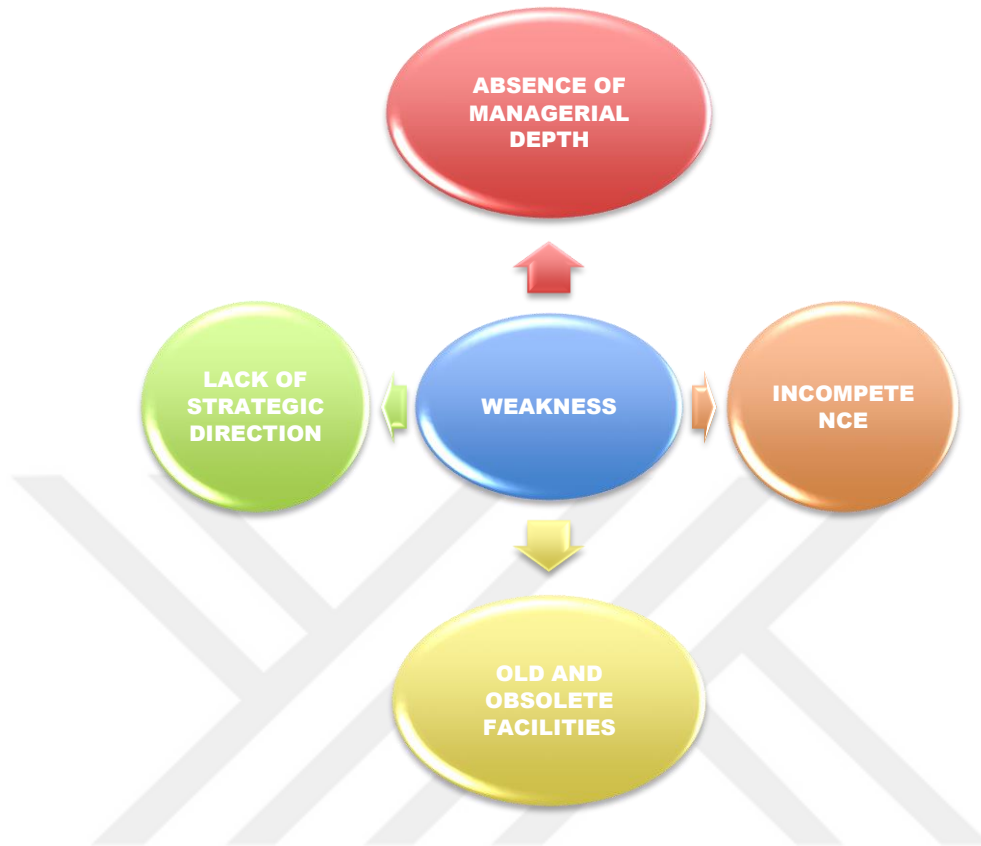 ABSENCE OF
MANAGERIAL
DEPTH
LACK OF
STRATEGIC
DIRECTION
WEAKNESS
INCOMPETE
NCE
OLD AND
OBSOLETE
FACILITIES